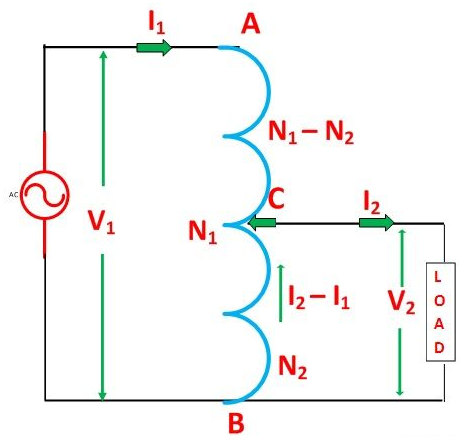 I₁
A
N₁ – N₂
AC
C
I₂
V₁
N₁
I₂ – I₁
V₂
L
O
A
D
N₂
B